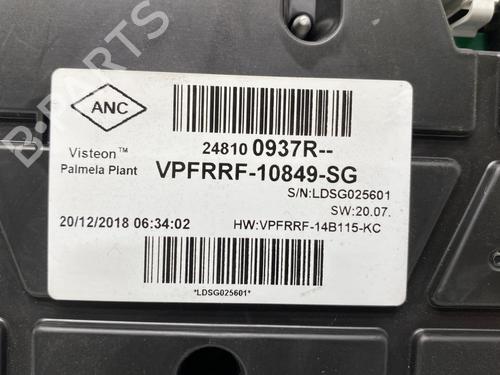 B-PARTS
ANC
24810 0937R--
Visteon™
Palmela Plant
VPFRRF-10849-SG
S/N:LDSG025601
SW:20.07.
20/12/2018 06:34:02
HW:VPFRRF-14B115-KC
*LDSG025601*